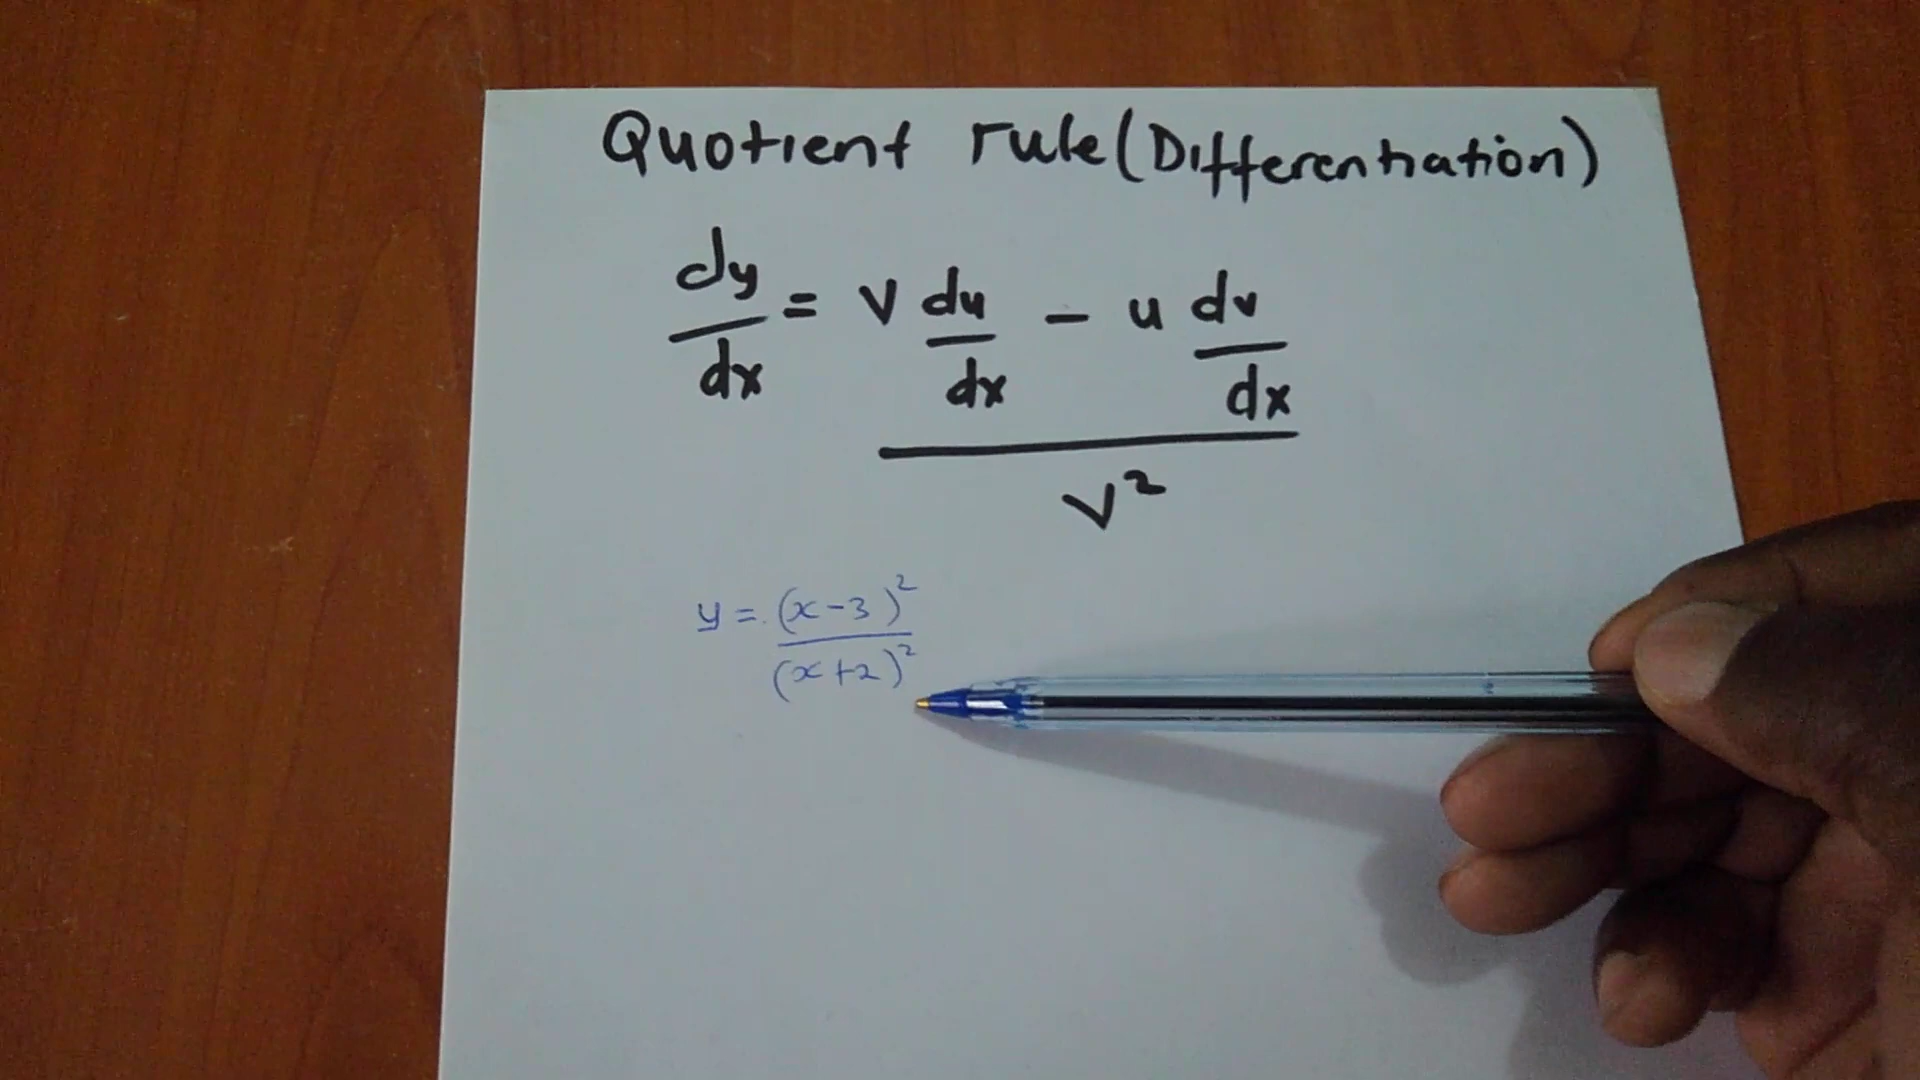 Quotient rule (Differentiation)
dy/dx = (v du/dx - u dv/dx) / v²
y = (x-3)² / (x+2)²